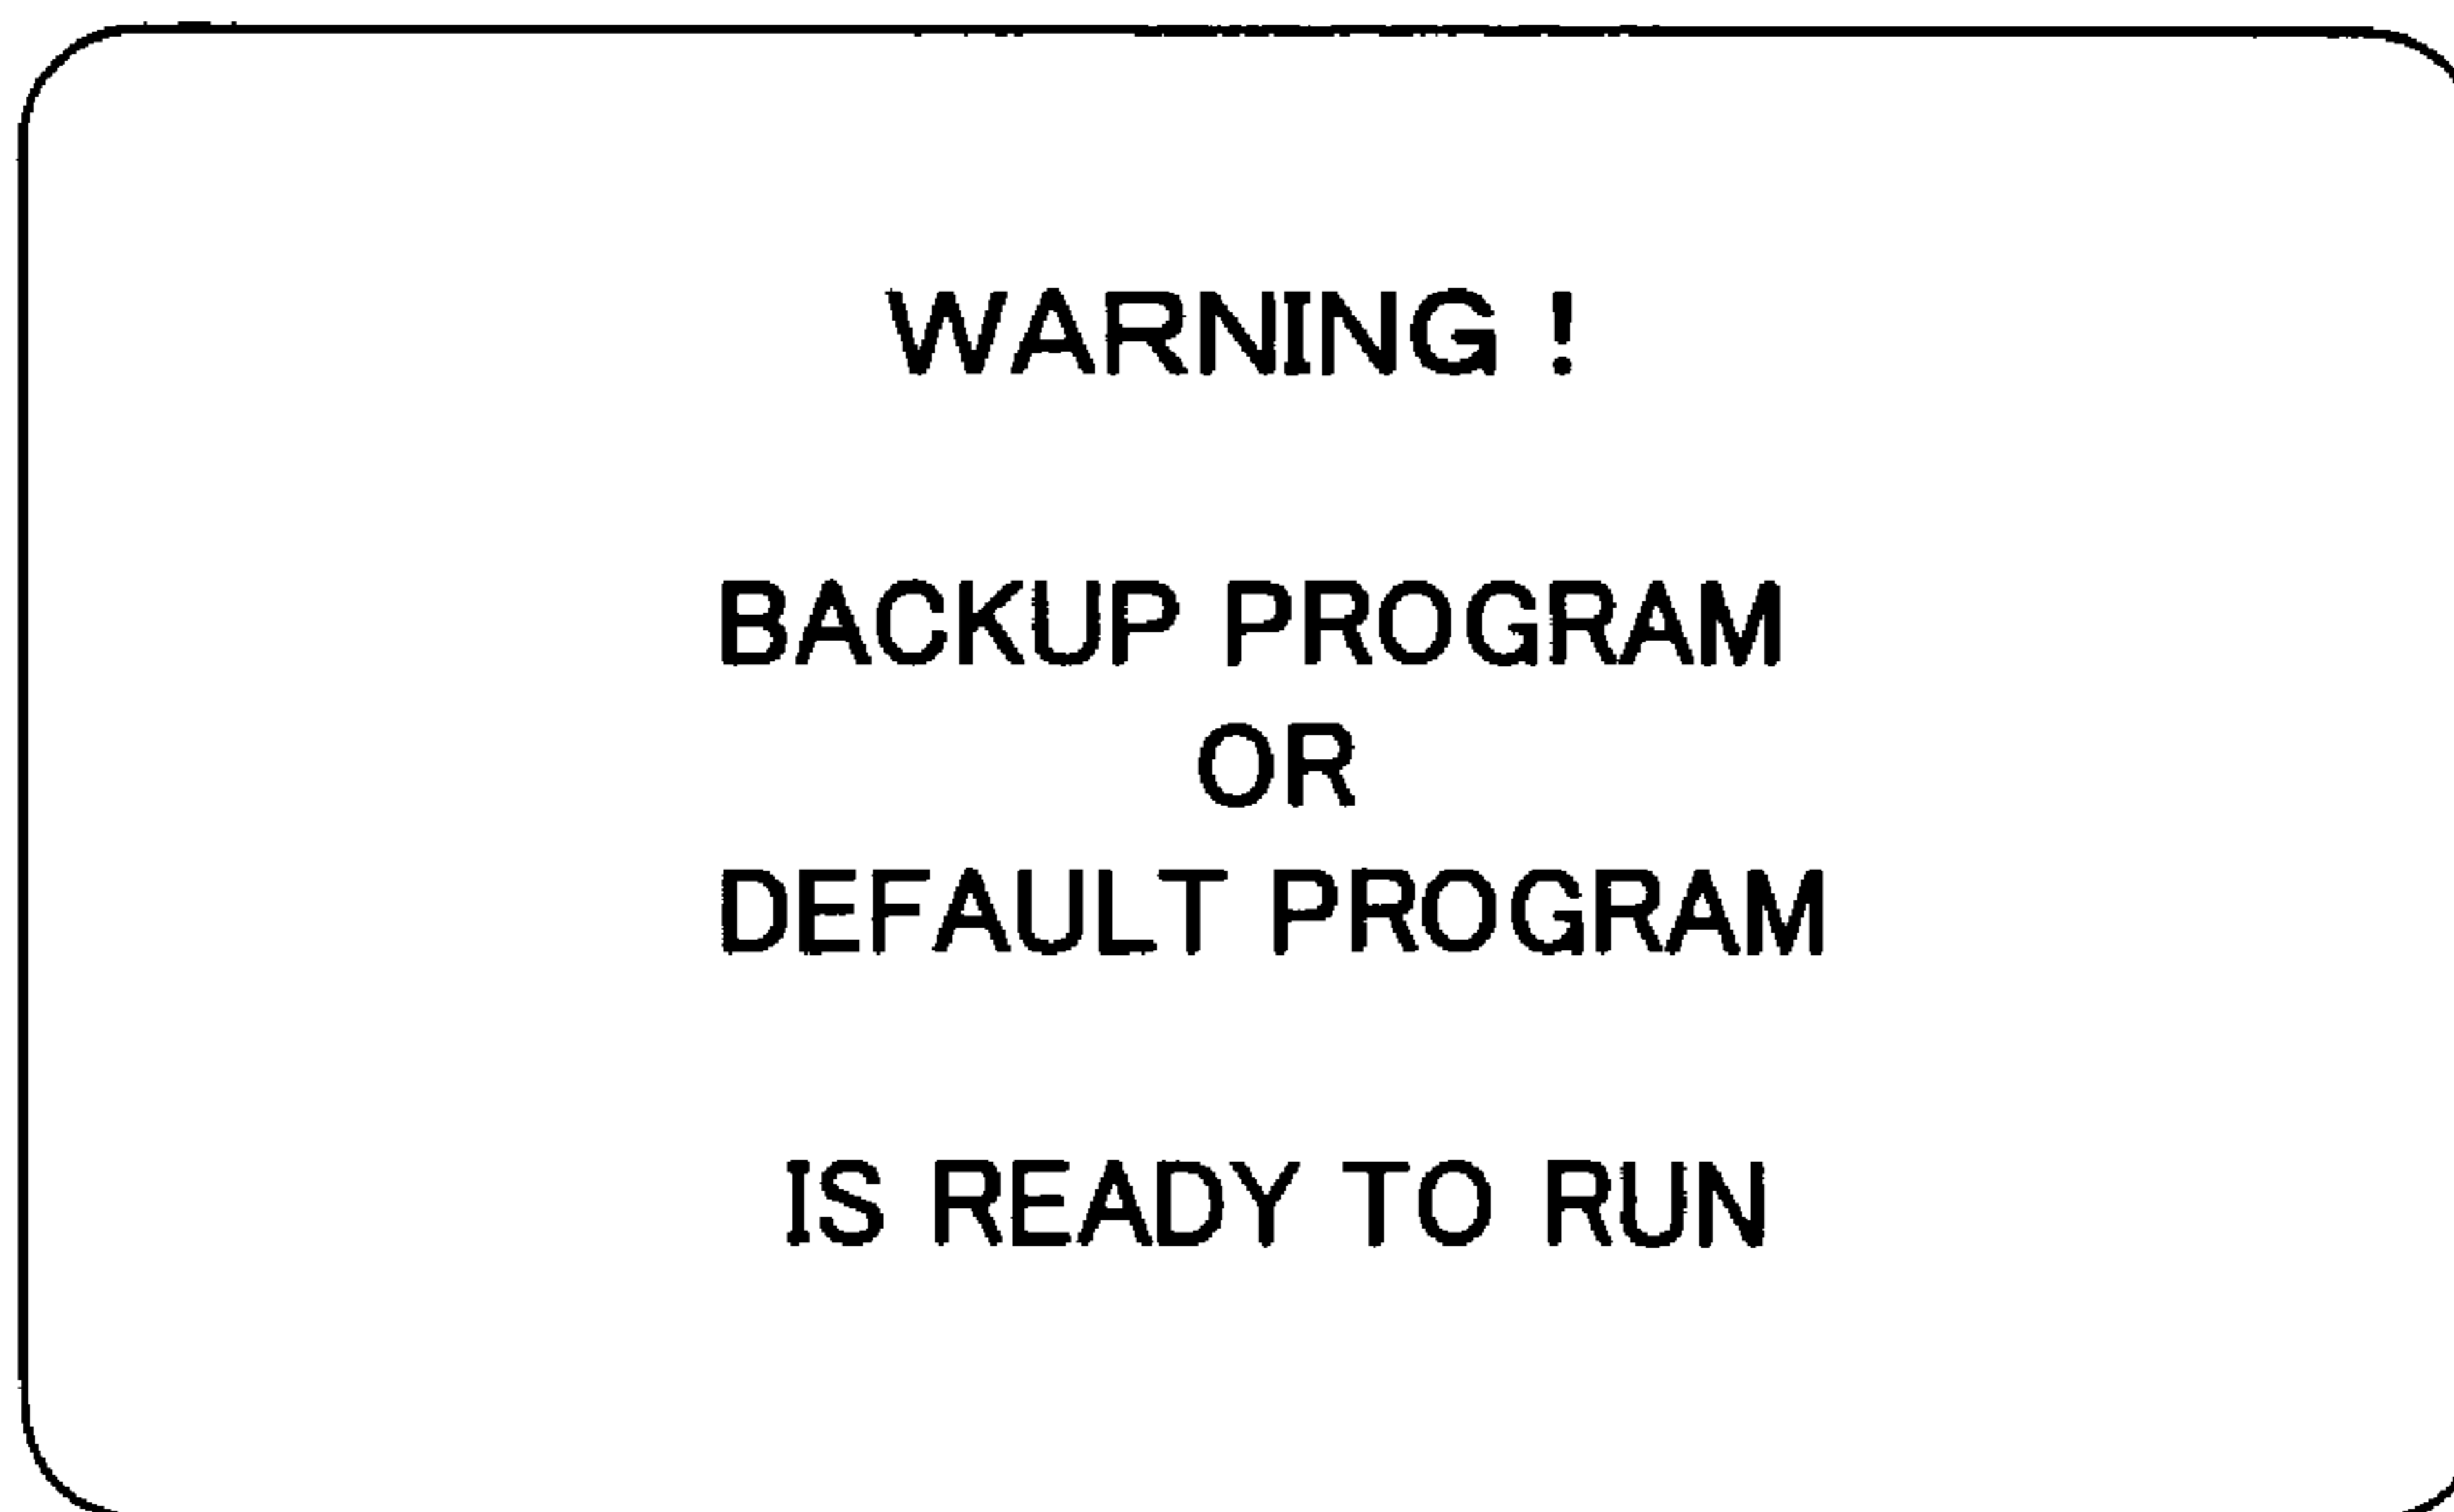 WARNING !
BACKUP PROGRAM
OR
DEFAULT PROGRAM
IS READY TO RUN